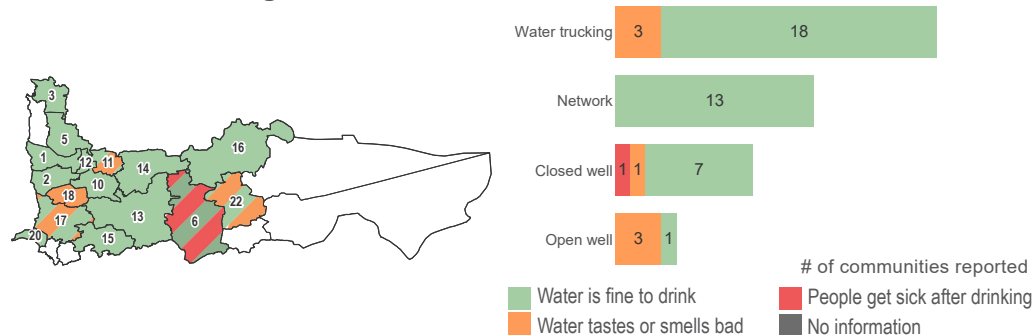 3
5
1
12
11
14
16
2
10
18
17
13
6
22
20
15
Water trucking 3 18
Network 13
Closed well 1 1 7
Open well 3 1
# of communities reported
Water is fine to drink
People get sick after drinking
Water tastes or smells bad
No information